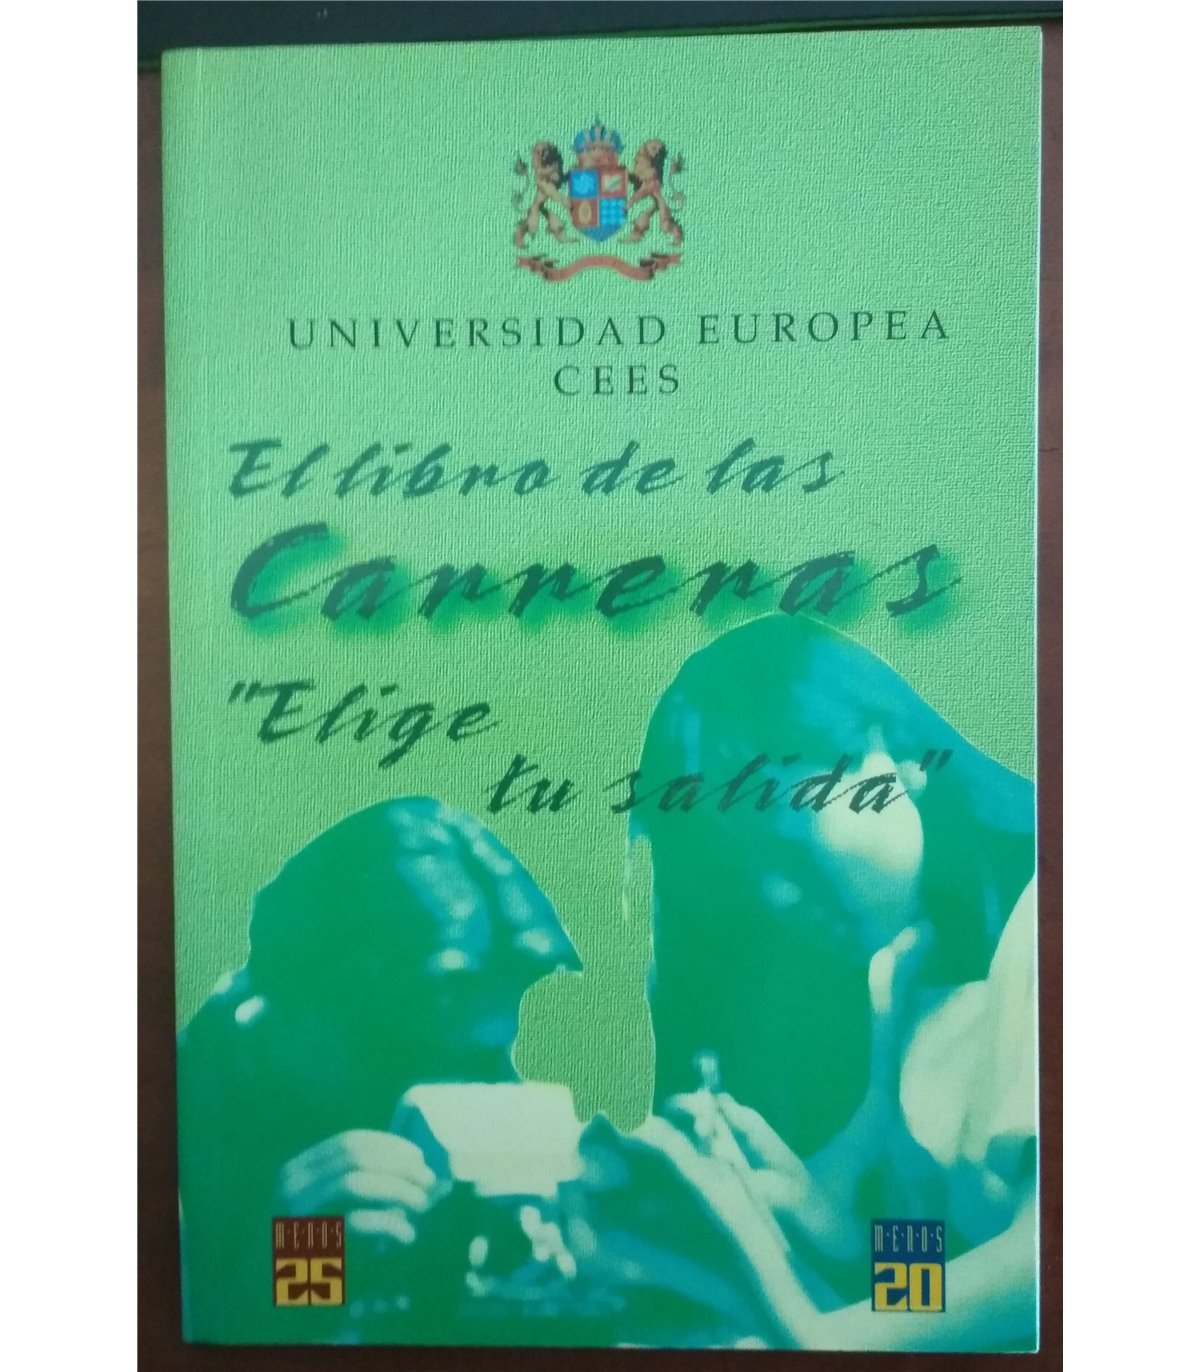 UNIVERSIDAD EUROPEA
CEES
El libro de las
Carreras
"Elige
tu salida"
MENOS
25
MENOS
20